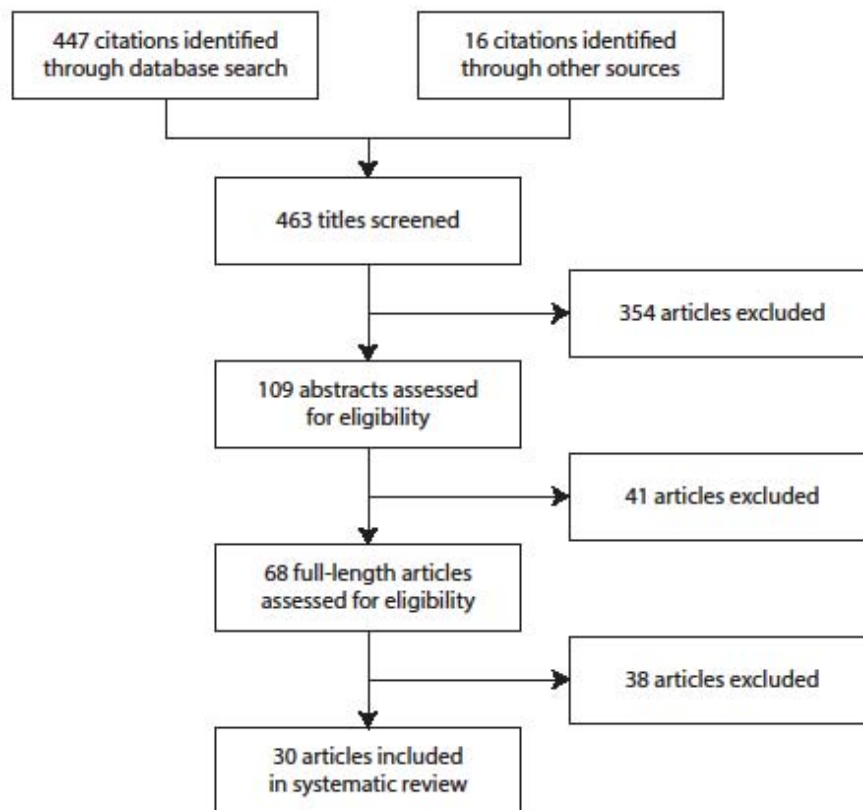 447 citations identified
through database search
16 citations identified
through other sources
463 titles screened
354 articles excluded
109 abstracts assessed
for eligibility
41 articles excluded
68 full-length articles
assessed for eligibility
38 articles excluded
30 articles included
in systematic review